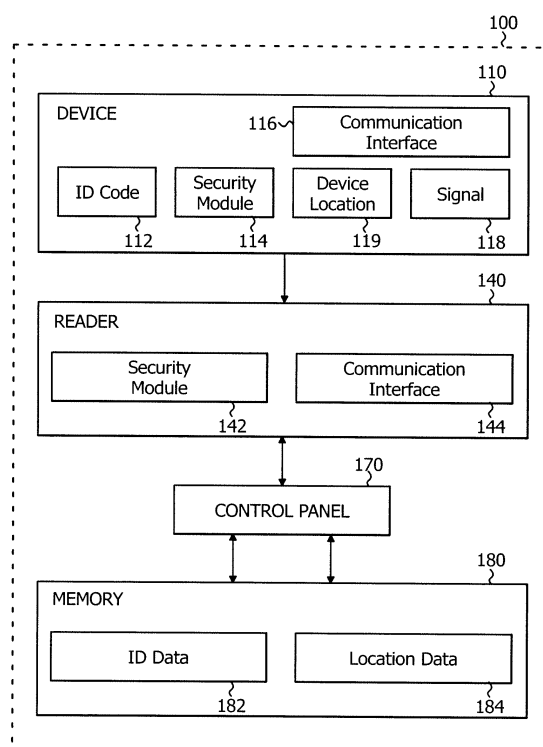 100
110
DEVICE
116
Communication
Interface
ID Code
Security
Module
Device
Location
Signal
112
114
119
118
140
READER
Security
Module
Communication
Interface
142
144
170
CONTROL PANEL
180
MEMORY
ID Data
Location Data
182
184